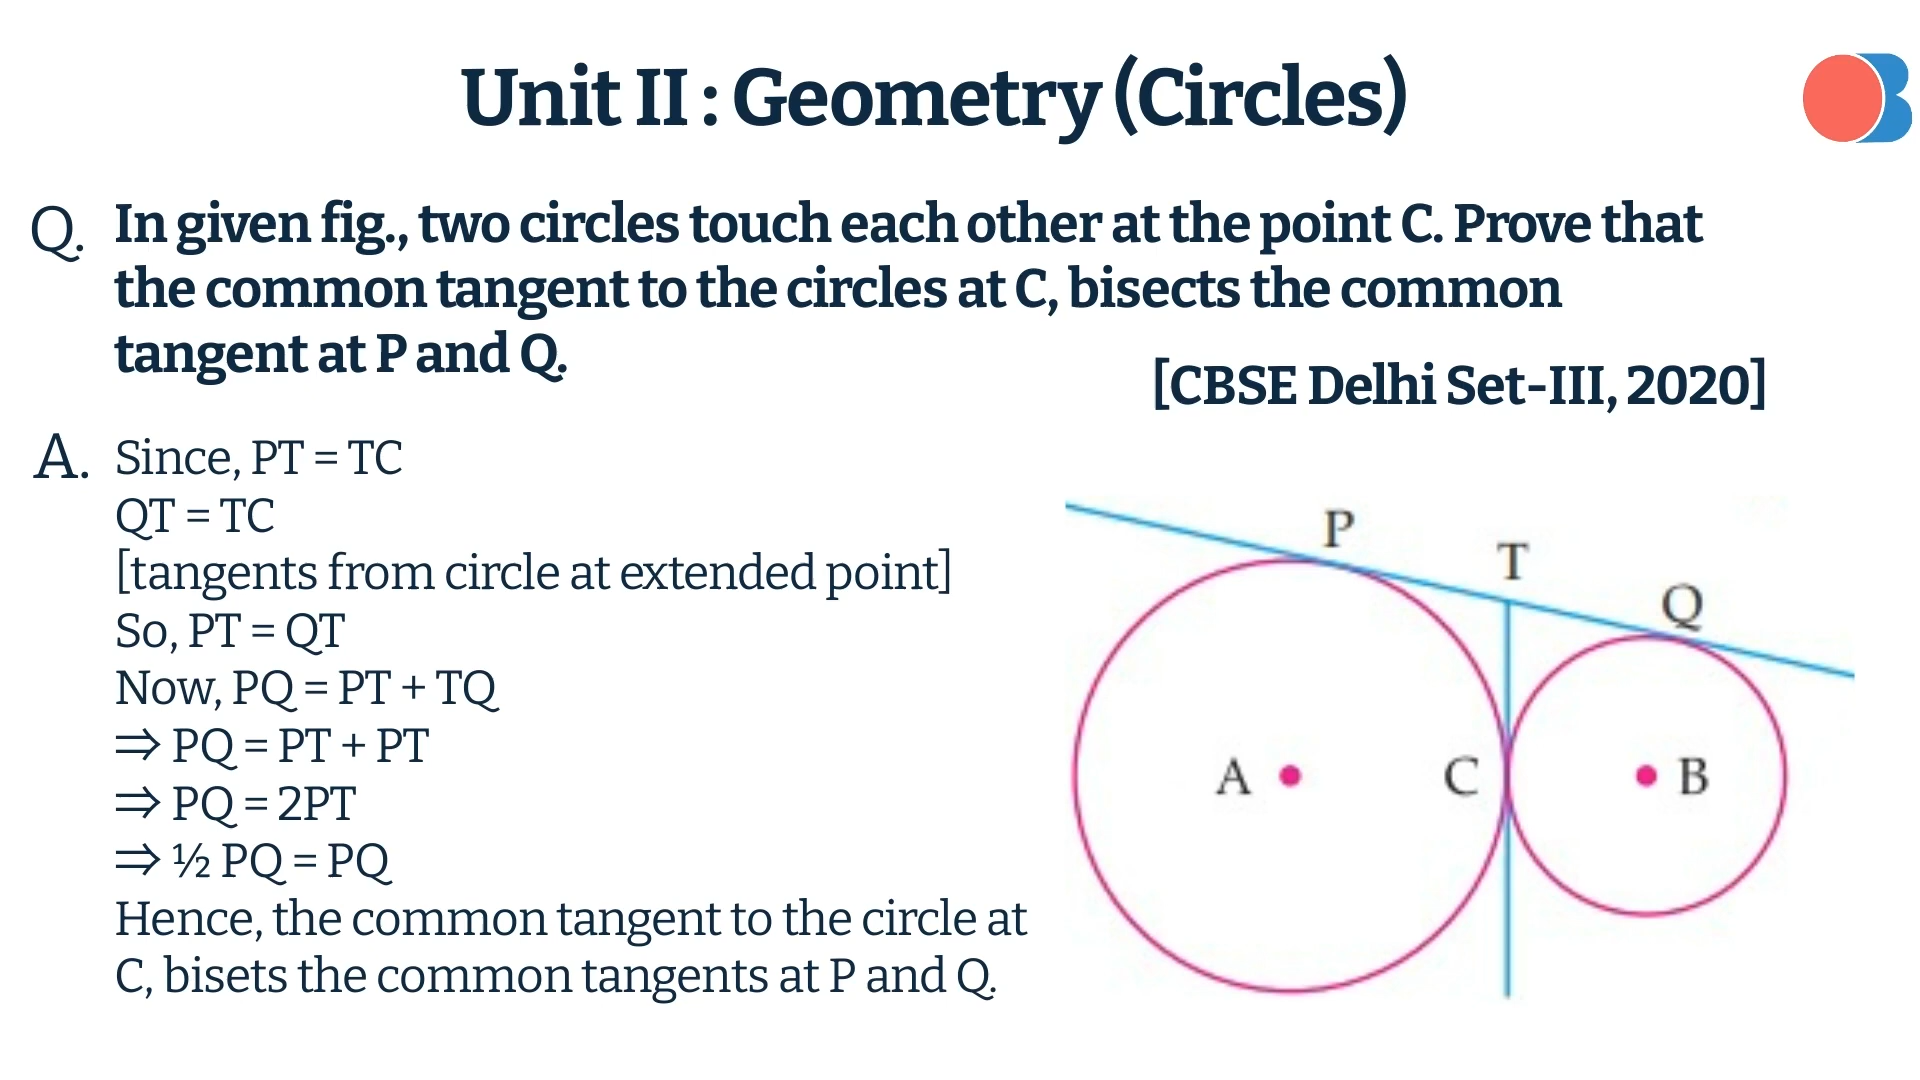 Unit II : Geometry (Circles)
Q. In given fig., two circles touch each other at the point C. Prove that
the common tangent to the circles at C, bisects the common
tangent at P and Q.
[CBSE Delhi Set-III, 2020]
A. Since, PT = TC
QT = TC
[tangents from circle at extended point]
So, PT = QT
Now, PQ = PT + TQ
⇒ PQ = PT + PT
⇒ PQ = 2PT
⇒ ½ PQ = PQ
Hence, the common tangent to the circle at
C, bisets the common tangents at P and Q.
P
T
Q
A
C
B